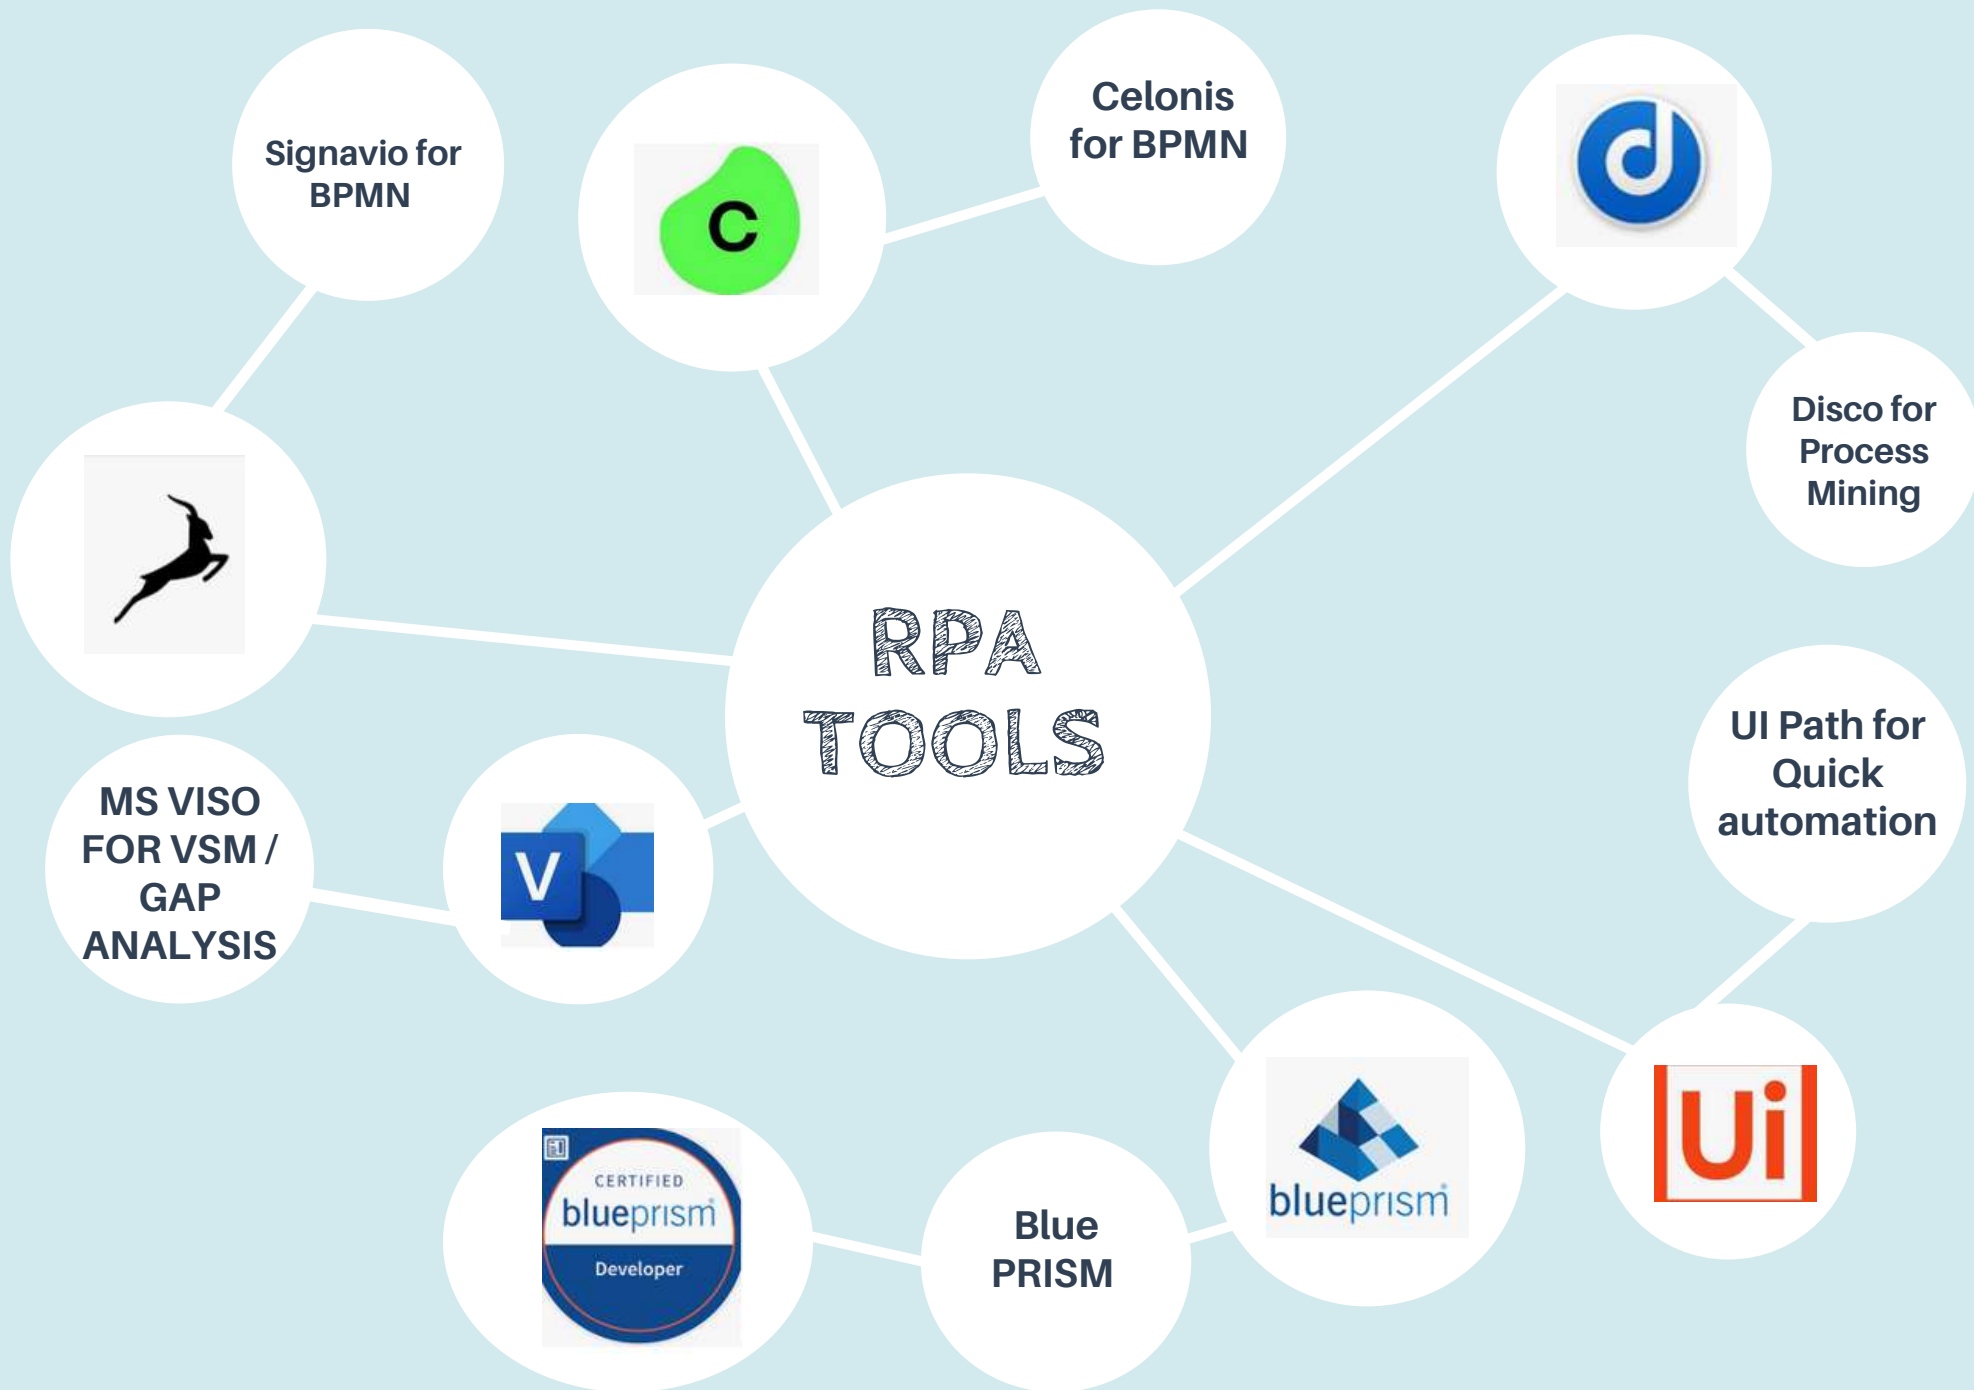 Signavio for
BPMN
C
Celonis
for BPMN
d
Disco for
Process
Mining
RPA
TOOLS
MS VISO
FOR VSM /
GAP
ANALYSIS
V
UI Path for
Quick
automation
Ui
blueprism
Blue
PRISM
CERTIFIED
blueprism
Developer